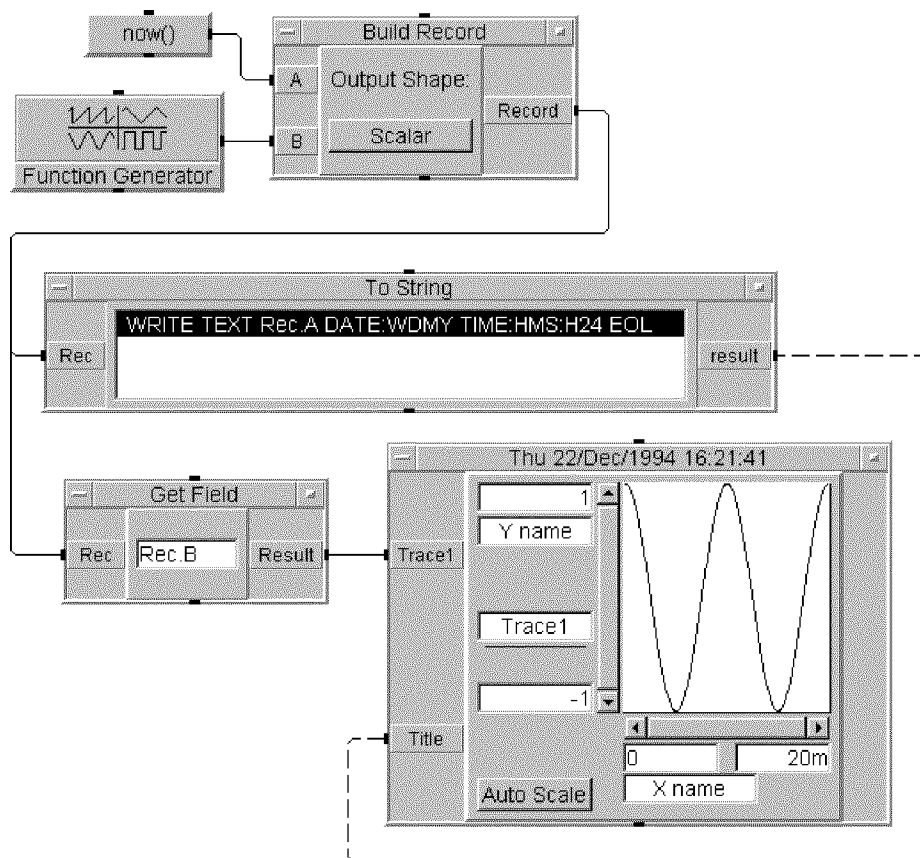 now()
Build Record
A
Output Shape:
Record
B
Scalar
Function Generator
To String
WRITE TEXT Rec.A DATE:WDMY TIME:HMS:H24 EOL
Rec
result
Thu 22/Dec/1994 16:21:41
Get Field
Rec
Rec.B
Result
Trace1
1
Y name
Trace1
-1
Title
0
20m
Auto Scale
X name